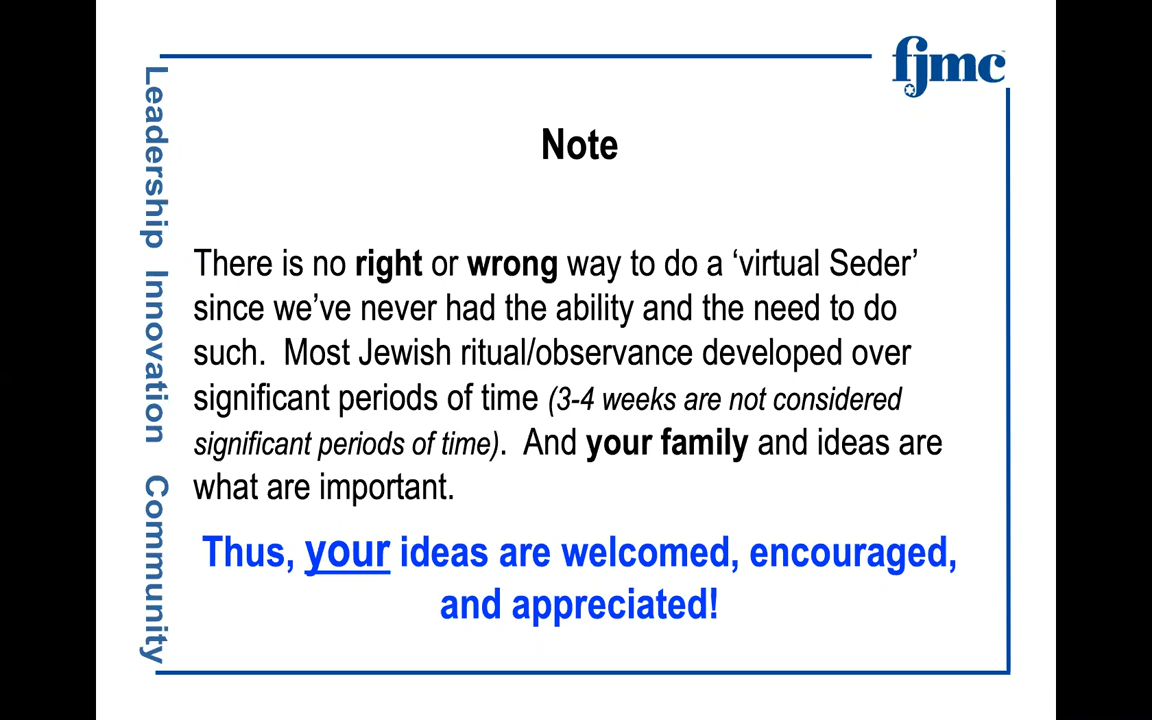 fjmc
Leadership Innovation Community
Note
There is no right or wrong way to do a ‘virtual Seder’
since we’ve never had the ability and the need to do
such.  Most Jewish ritual/observance developed over
significant periods of time (3-4 weeks are not considered
significant periods of time).  And your family and ideas are
what are important.
Thus, your ideas are welcomed, encouraged,
and appreciated!